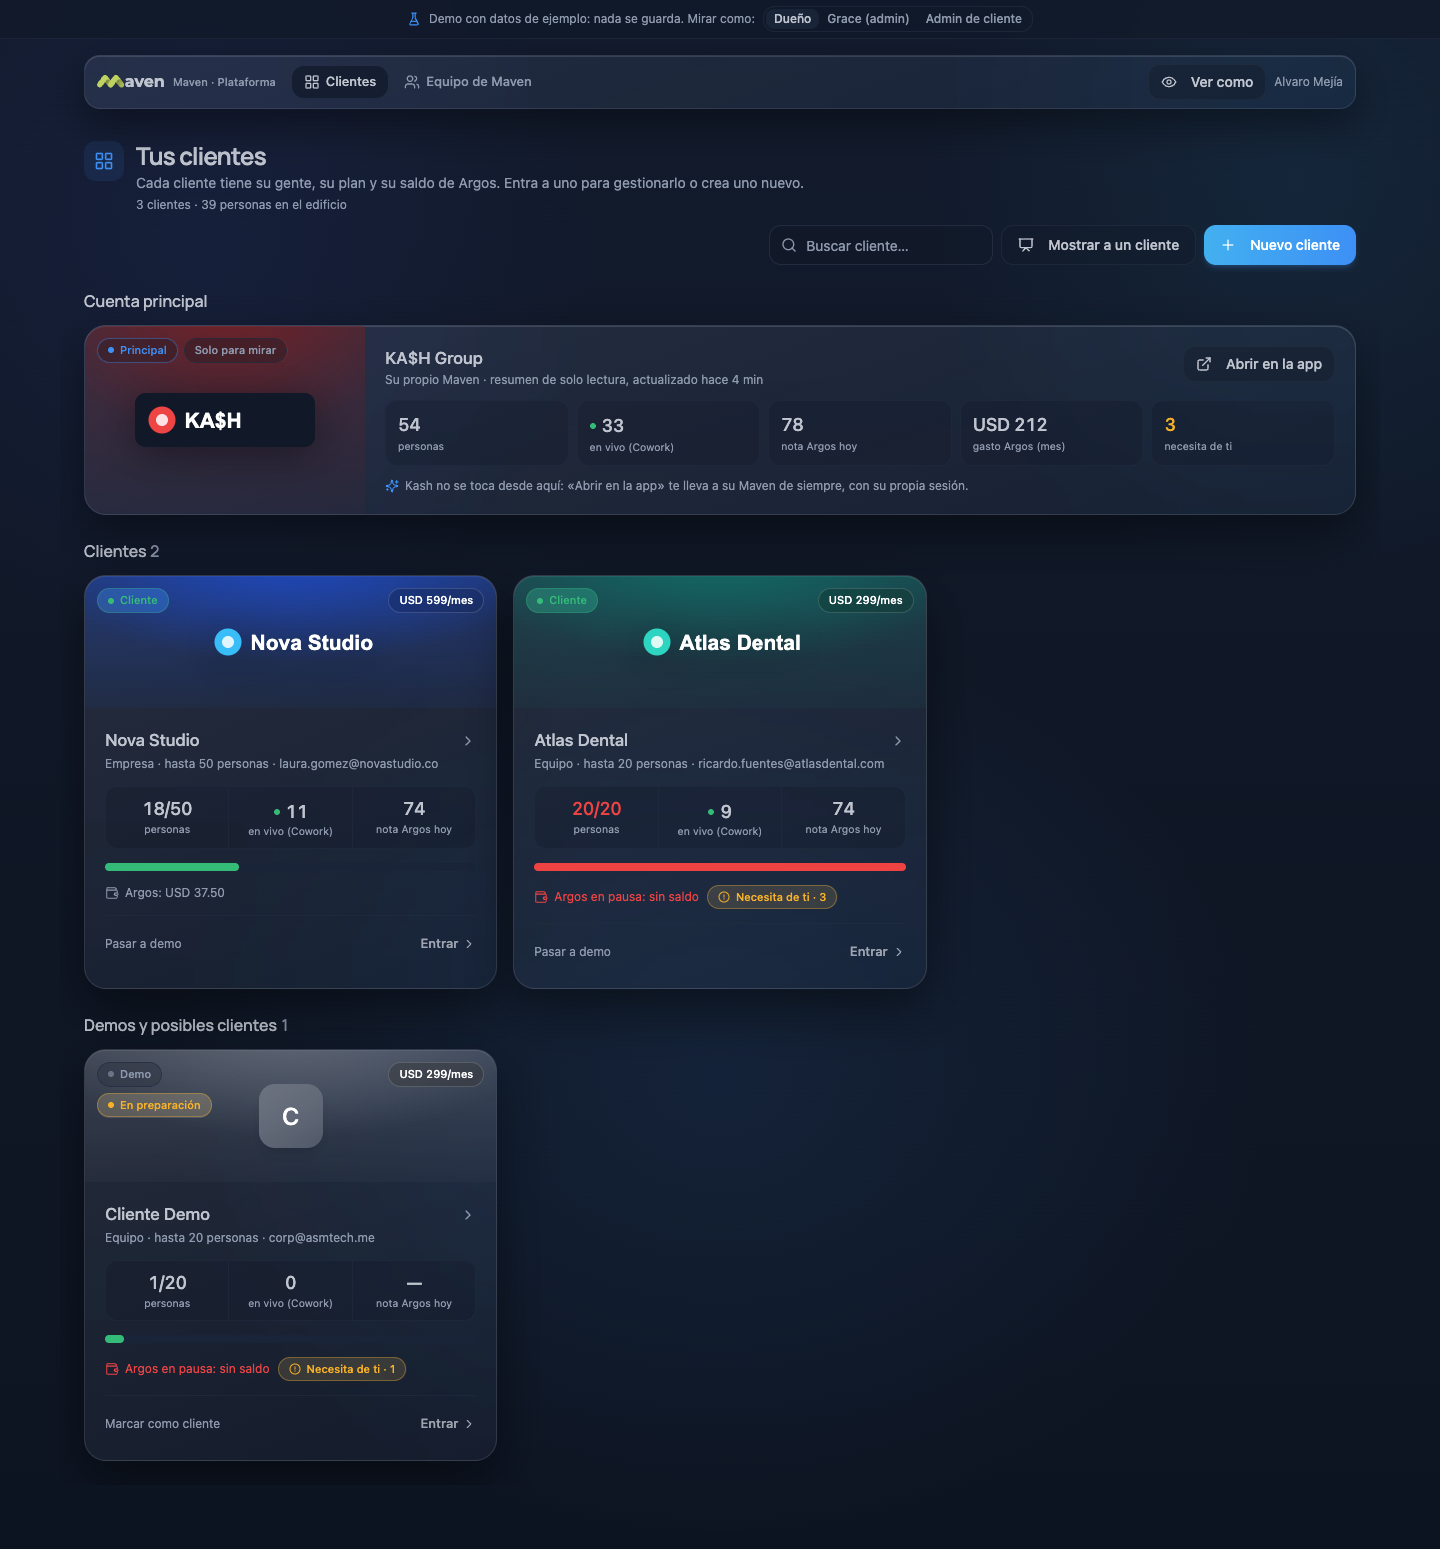 Demo con datos de ejemplo: nada se guarda. Mirar como: Dueño Grace (admin) Admin de cliente
Maven Maven · Plataforma Clientes Equipo de Maven Ver como Alvaro Mejía
Tus clientes
Cada cliente tiene su gente, su plan y su saldo de Argos. Entra a uno para gestionarlo o crea uno nuevo.
3 clientes · 39 personas en el edificio
Buscar cliente... Mostrar a un cliente Nuevo cliente
Cuenta principal
Principal Solo para mirar
KA$H
KA$H Group
Su propio Maven · resumen de solo lectura, actualizado hace 4 min
Abrir en la app
54 33 78 USD 212 3
personas en vivo (Cowork) nota Argos hoy gasto Argos (mes) necesita de ti
Kash no se toca desde aquí: «Abrir en la app» te lleva a su Maven de siempre, con su propia sesión.
Clientes 2
Cliente USD 599/mes
Nova Studio
Nova Studio
Empresa · hasta 50 personas · laura.gomez@novastudio.co
18/50 11 74
personas en vivo (Cowork) nota Argos hoy
Argos: USD 37.50
Pasar a demo Entrar
Cliente USD 299/mes
Atlas Dental
Atlas Dental
Equipo · hasta 20 personas · ricardo.fuentes@atlasdental.com
20/20 9 74
personas en vivo (Cowork) nota Argos hoy
Argos en pausa: sin saldo Necesita de ti · 3
Pasar a demo Entrar
Demos y posibles clientes 1
Demo USD 299/mes
En preparación
C
Cliente Demo
Equipo · hasta 20 personas · corp@asmtech.me
1/20 0 —
personas en vivo (Cowork) nota Argos hoy
Argos en pausa: sin saldo Necesita de ti · 1
Marcar como cliente Entrar